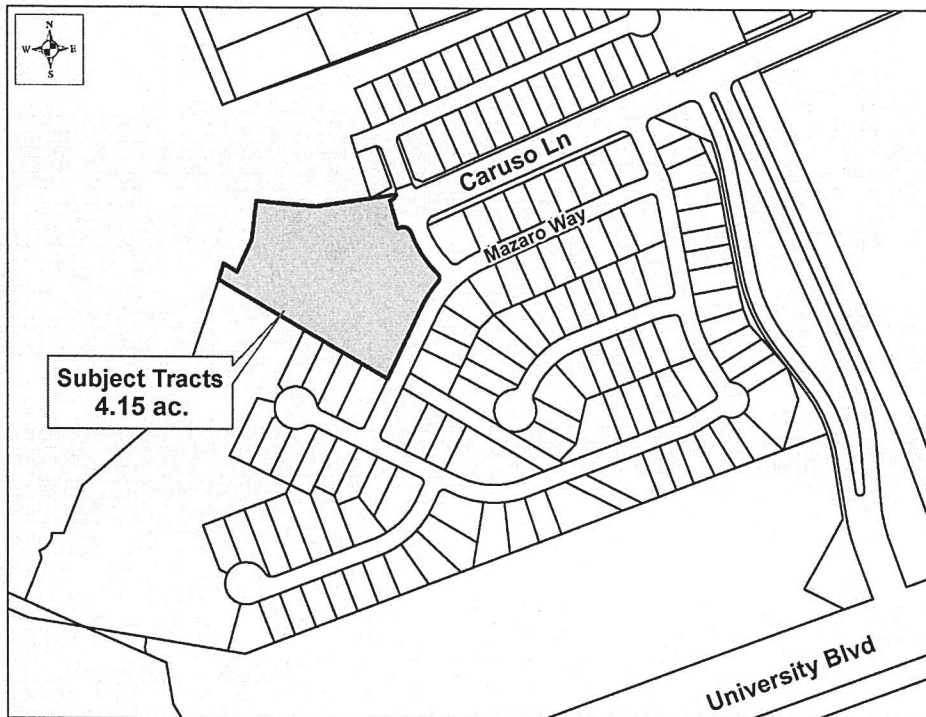 N
W E
S
Caruso Ln
Mazaro Way
Subject Tracts
4.15 ac.
University Blvd